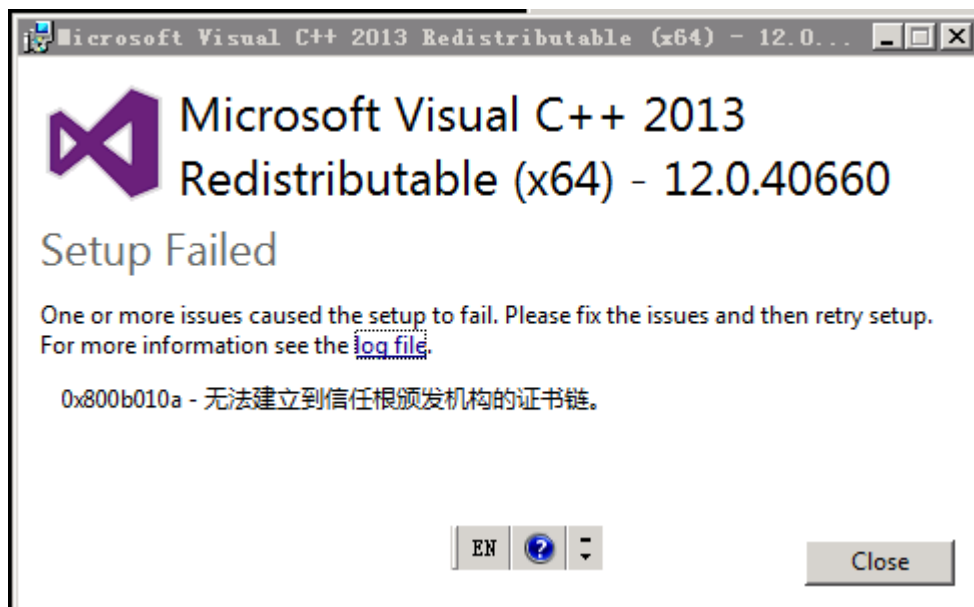 Microsoft Visual C++ 2013 Redistributable (x64) - 12.0...
Microsoft Visual C++ 2013
Redistributable (x64) - 12.0.40660
Setup Failed
One or more issues caused the setup to fail. Please fix the issues and then retry setup.
For more information see the log file.
0x800b010a - 无法建立到信任根颁发机构的证书链。
EN
Close